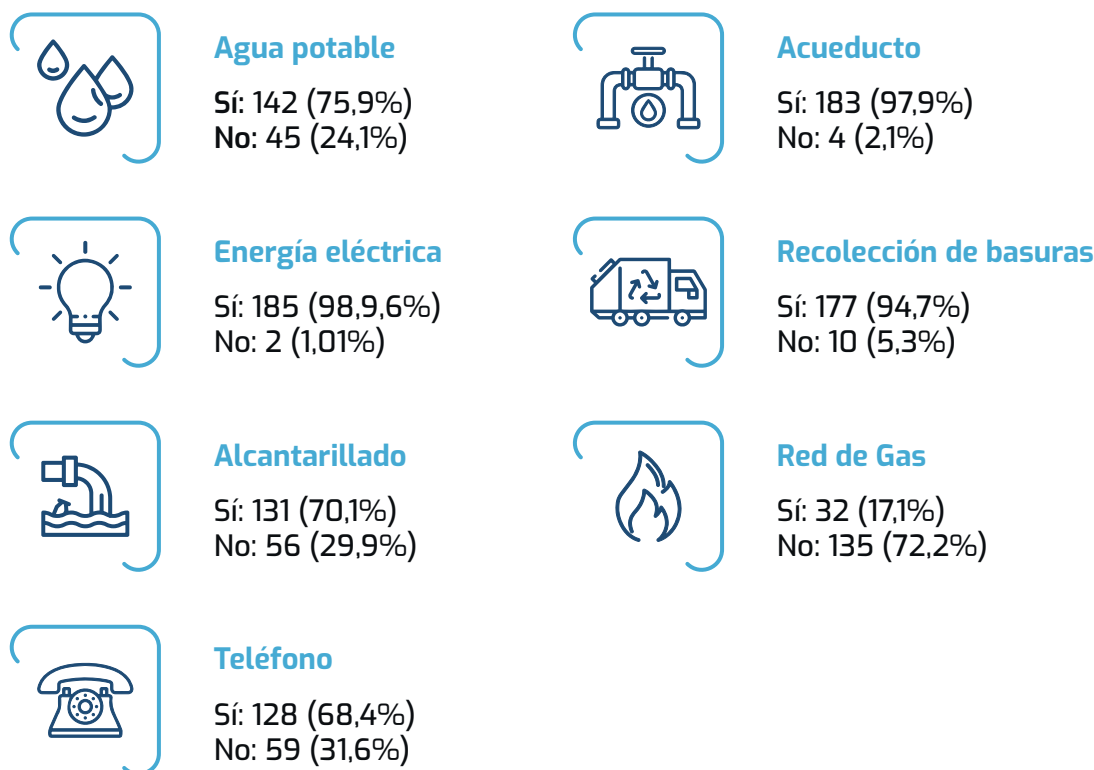 Agua potable
Sí: 142 (75,9%)
No: 45 (24,1%)
Acueducto
Sí: 183 (97,9%)
No: 4 (2,1%)
Energía eléctrica
Sí: 185 (98,9,6%)
No: 2 (1,01%)
Recolección de basuras
Sí: 177 (94,7%)
No: 10 (5,3%)
Alcantarillado
Sí: 131 (70,1%)
No: 56 (29,9%)
Red de Gas
Sí: 32 (17,1%)
No: 135 (72,2%)
Teléfono
Sí: 128 (68,4%)
No: 59 (31,6%)